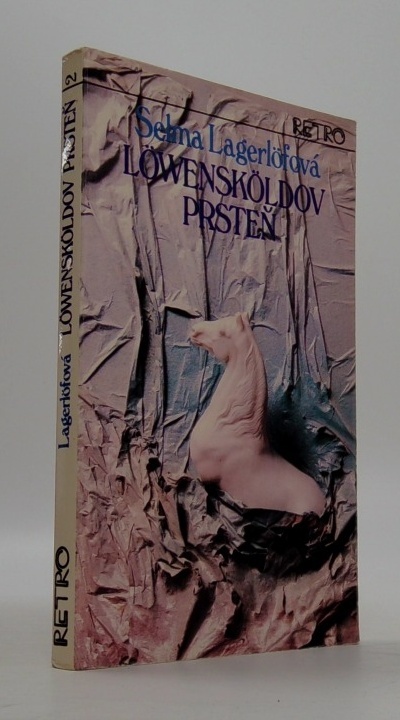 RETRO
Selma Lagerlöfová
LÖWENSKÖLDOV
PRSTEŇ
RETRO Lagerlöfová LÖWENSKÖLDOV PRSTEŇ 2